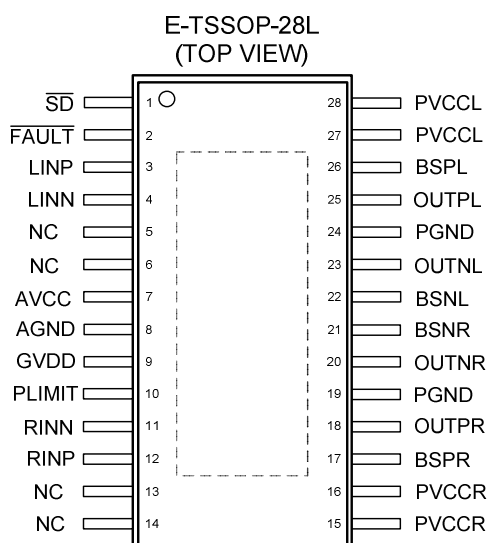 E-TSSOP-28L
(TOP VIEW)
S̅D̅ 1 28 PVCCL
F̅A̅U̅L̅T̅ 2 27 PVCCL
LINP 3 26 BSPL
LINN 4 25 OUTPL
NC 5 24 PGND
NC 6 23 OUTNL
AVCC 7 22 BSNL
AGND 8 21 BSNR
GVDD 9 20 OUTNR
PLIMIT 10 19 PGND
RINN 11 18 OUTPR
RINP 12 17 BSPR
NC 13 16 PVCCR
NC 14 15 PVCCR